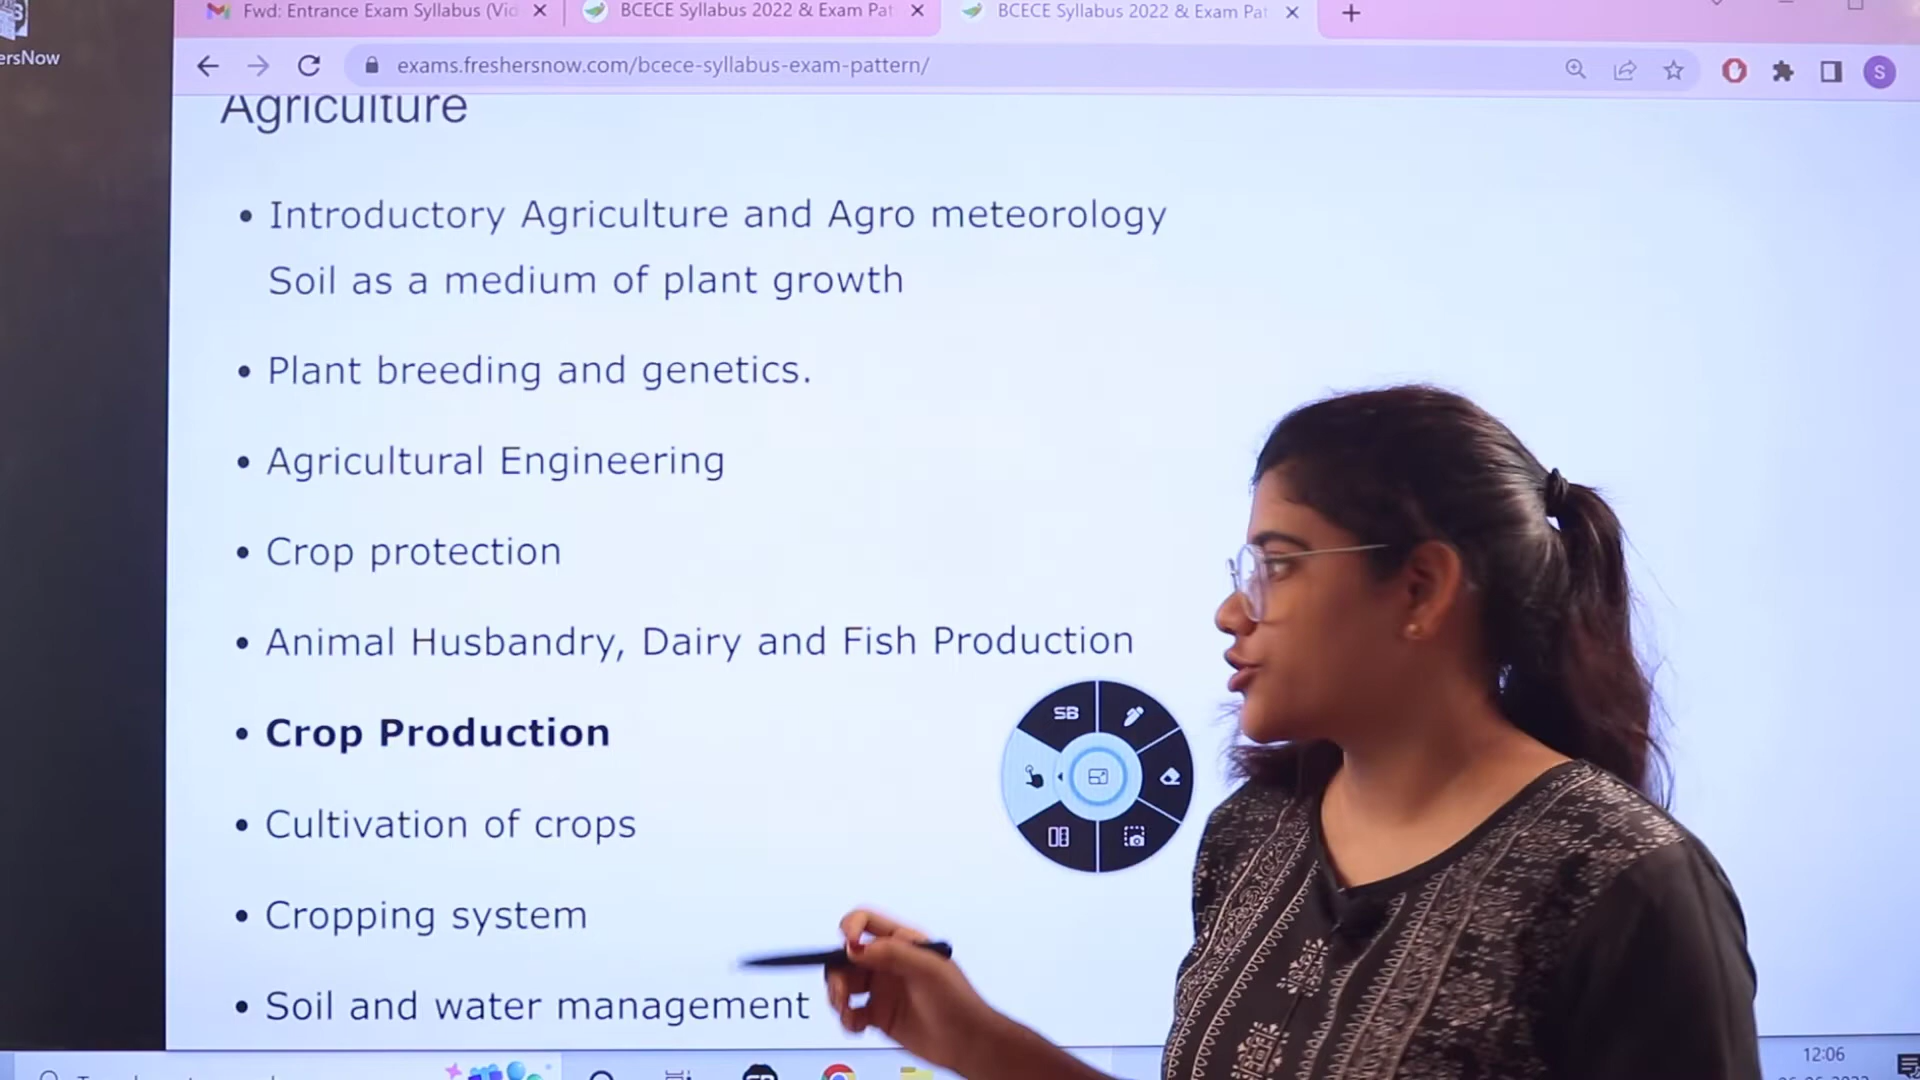 Fwd: Entrance Exam Syllabus (Vid
BCECE Syllabus 2022 & Exam Pat
BCECE Syllabus 2022 & Exam Pat
ersNow
exams.freshersnow.com/bcece-syllabus-exam-pattern/
S
Agriculture
• Introductory Agriculture and Agro meteorology
Soil as a medium of plant growth
• Plant breeding and genetics.
• Agricultural Engineering
• Crop protection
• Animal Husbandry, Dairy and Fish Production
SB
• Crop Production
• Cultivation of crops
• Cropping system
• Soil and water management
12:06